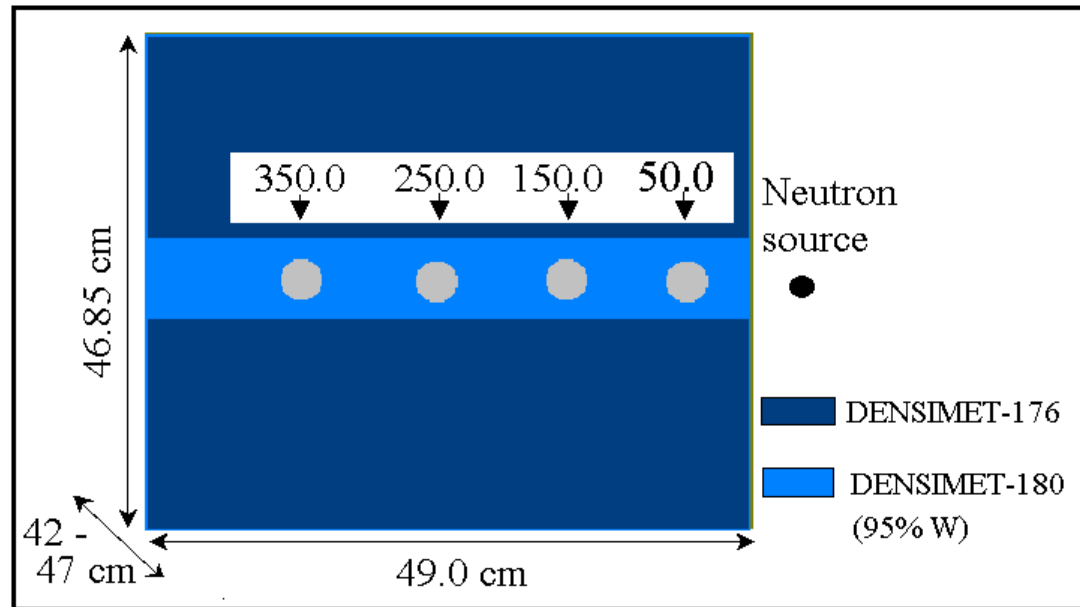 350.0 250.0 150.0 50.0
Neutron
source
46.85 cm
DENSIMET-176
DENSIMET-180
(95% W)
42 -
47 cm
49.0 cm